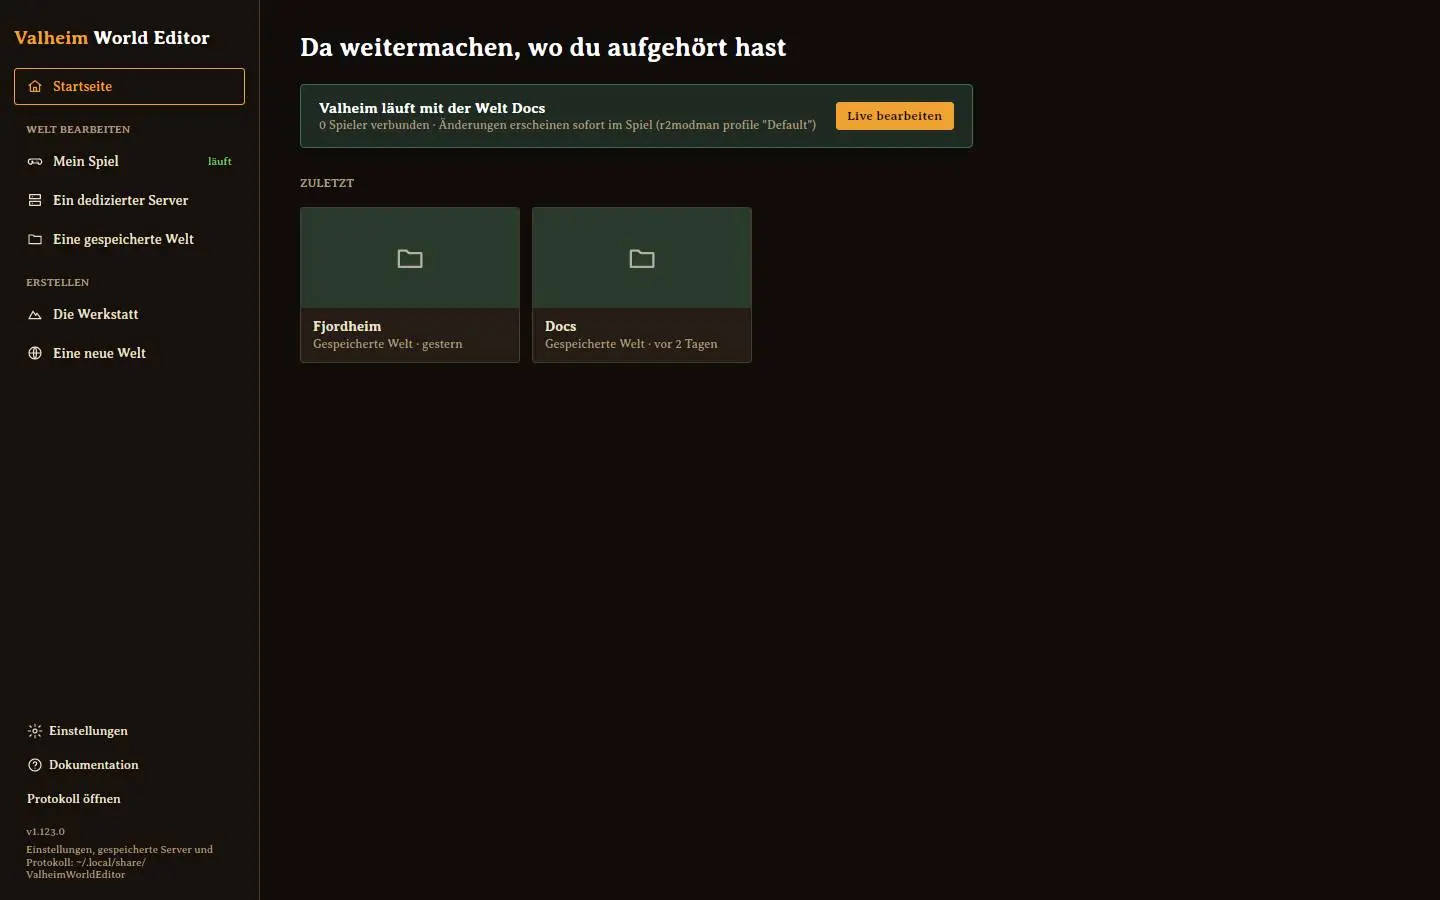 Valheim World Editor
Startseite
WELT BEARBEITEN
Mein Spiel
läuft
Ein dedizierter Server
Eine gespeicherte Welt
ERSTELLEN
Die Werkstatt
Eine neue Welt
Einstellungen
Dokumentation
Protokoll öffnen
v1.123.0
Einstellungen, gespeicherte Server und
Protokoll: ~/.local/share/
ValheimWorldEditor
Da weitermachen, wo du aufgehört hast
Valheim läuft mit der Welt Docs
0 Spieler verbunden · Änderungen erscheinen sofort im Spiel (r2modman profile "Default")
Live bearbeiten
ZULETZT
Fjordheim
Gespeicherte Welt · gestern
Docs
Gespeicherte Welt · vor 2 Tagen